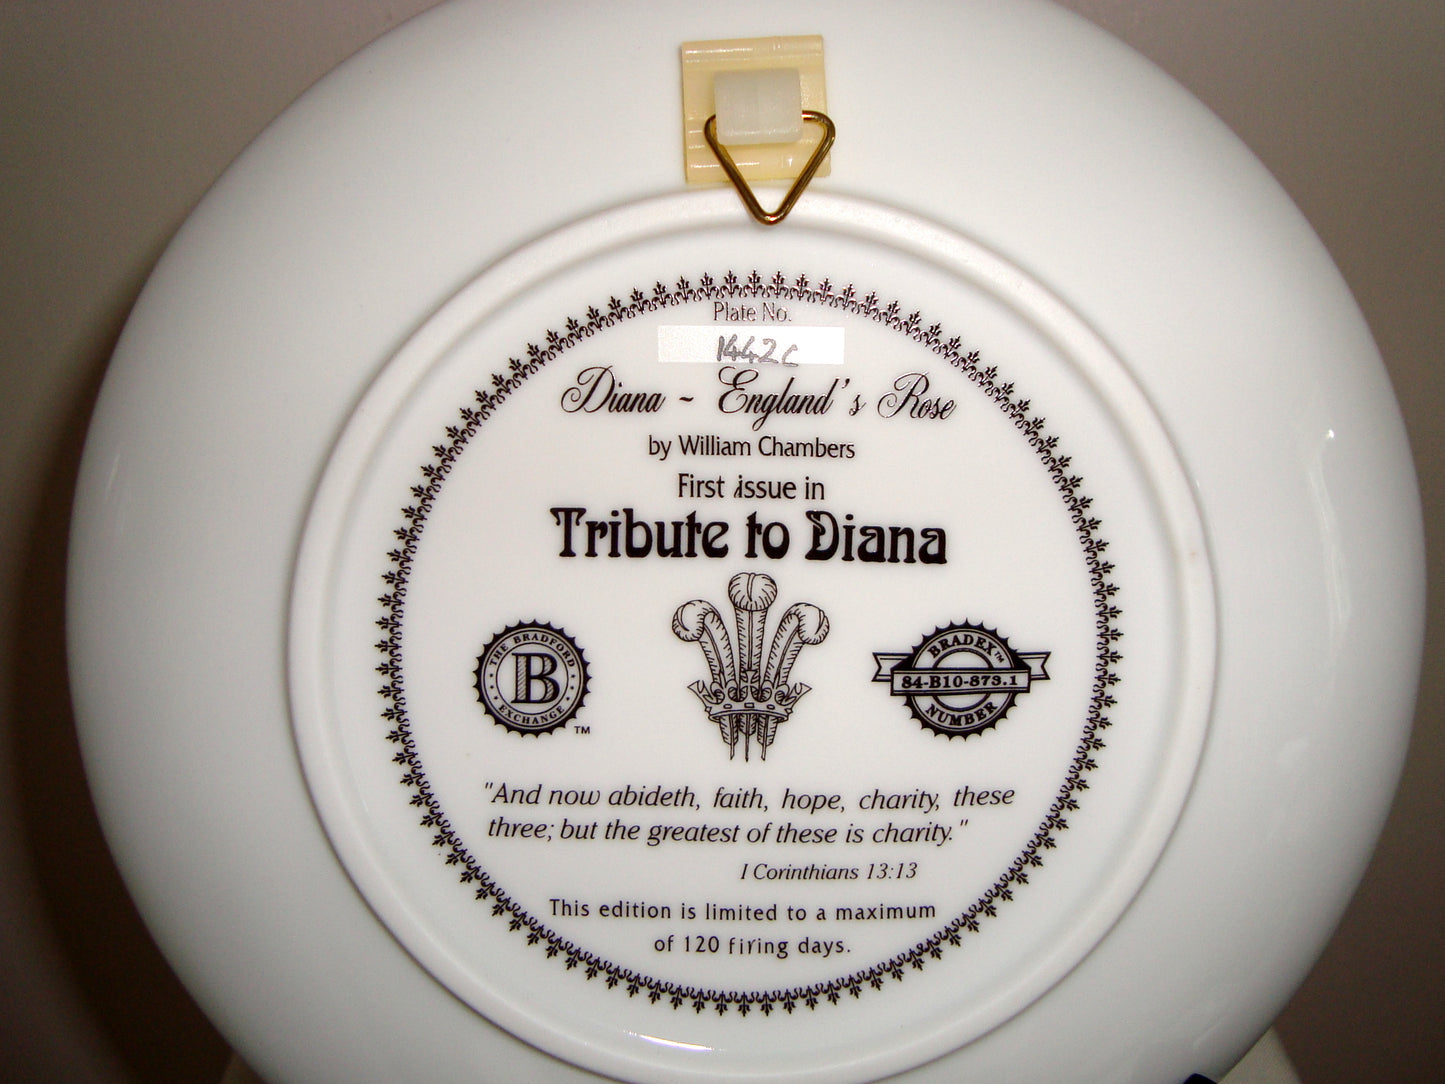 Plate No.
1442C
Diana ~ England's Rose
by William Chambers
First issue in
Tribute to Diana
THE BRADFORD
B
EXCHANGE
TM
BRADEX™
84-B10-873.1
NUMBER
"And now abideth, faith, hope, charity, these
three; but the greatest of these is charity."
I Corinthians 13:13
This edition is limited to a maximum
of 120 firing days.